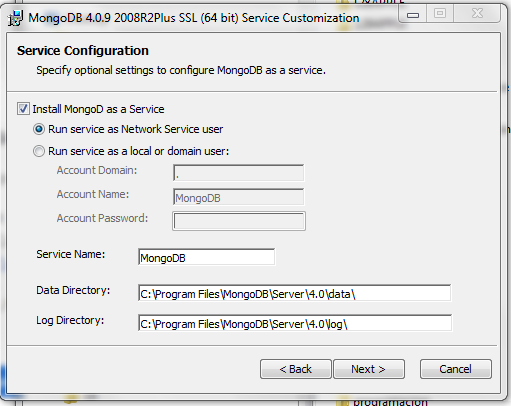 MongoDB 4.0.9 2008R2Plus SSL (64 bit) Service Customization
Service Configuration
Specify optional settings to configure MongoDB as a service.
Install MongoD as a Service
Run service as Network Service user
Run service as a local or domain user:
Account Domain: .
Account Name: MongoDB
Account Password:
Service Name: MongoDB
Data Directory: C:\Program Files\MongoDB\Server\4.0\data\
Log Directory: C:\Program Files\MongoDB\Server\4.0\log\
< Back Next > Cancel
programacion